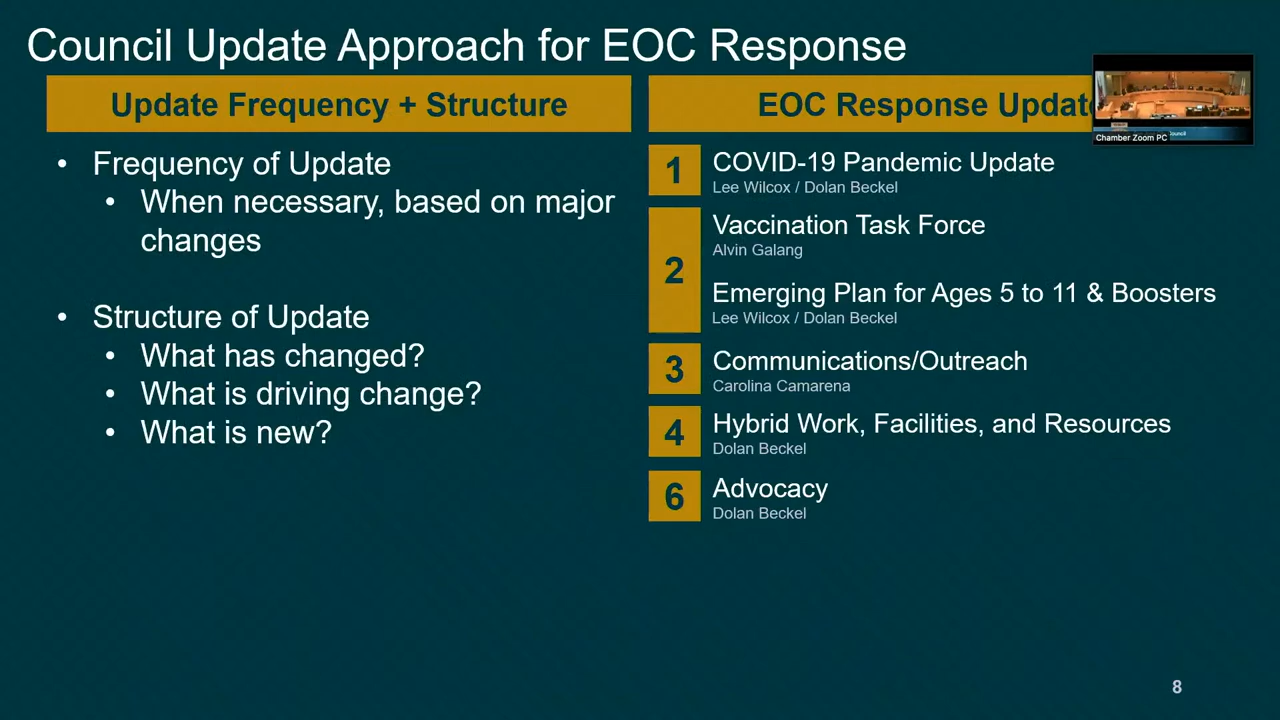 Council Update Approach for EOC Response
Update Frequency + Structure
• Frequency of Update
• When necessary, based on major
changes
• Structure of Update
• What has changed?
• What is driving change?
• What is new?
EOC Response
1
COVID-19 Pandemic Update
Lee Wilcox / Dolan Beckel
2
Vaccination Task Force
Alvin Galang
Emerging Plan for Ages 5 to 11 & Boosters
Lee Wilcox / Dolan Beckel
3
Communications/Outreach
Carolina Camarena
4
Hybrid Work, Facilities, and Resources
Dolan Beckel
6
Advocacy
Dolan Beckel
Chamber Zoom PC
8